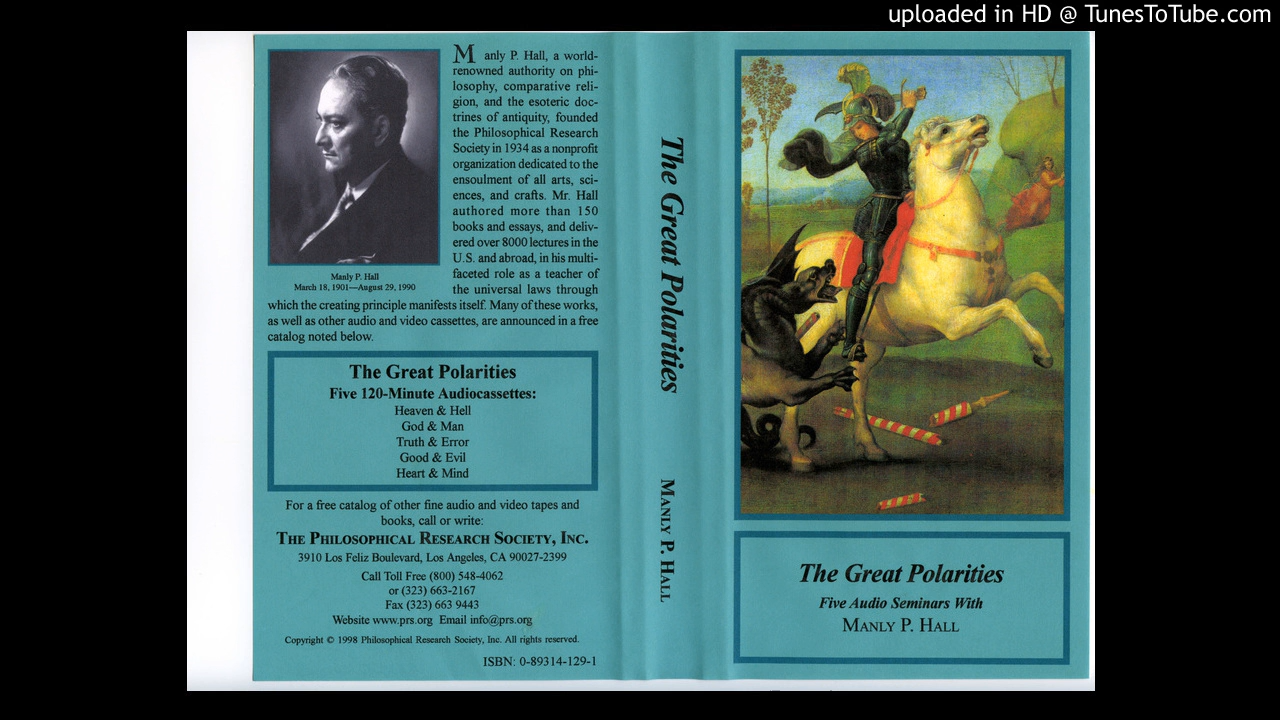 uploaded in HD @ TunesToTube.com
Manly P. Hall, a world-
renowned authority on phi-
losophy, comparative reli-
gion, and the esoteric doc-
trines of antiquity, founded
the Philosophical Research
Society in 1934 as a nonprofit
organization dedicated to the
ensoulment of all arts, sci-
ences, and crafts. Mr. Hall
authored more than 150
books and essays, and deliv-
ered over 8000 lectures in the
U.S. and abroad, in his multi-
faceted role as a teacher of
the universal laws through
which the creating principle manifests itself. Many of these works,
as well as other audio and video cassettes, are announced in a free
catalog noted below.
Manly P. Hall
March 18, 1901—August 29, 1990
The Great Polarities
Five 120-Minute Audiocassettes:
Heaven & Hell
God & Man
Truth & Error
Good & Evil
Heart & Mind
For a free catalog of other fine audio and video tapes and
books, call or write:
THE PHILOSOPHICAL RESEARCH SOCIETY, INC.
3910 Los Feliz Boulevard, Los Angeles, CA 90027-2399
Call Toll Free (800) 548-4062
or (323) 663-2167
Fax (323) 663 9443
Website www.prs.org Email info@prs.org
Copyright © 1998 Philosophical Research Society, Inc. All rights reserved.
ISBN: 0-89314-129-1
The Great Polarities
MANLY P. HALL
The Great Polarities
Five Audio Seminars With
MANLY P. HALL